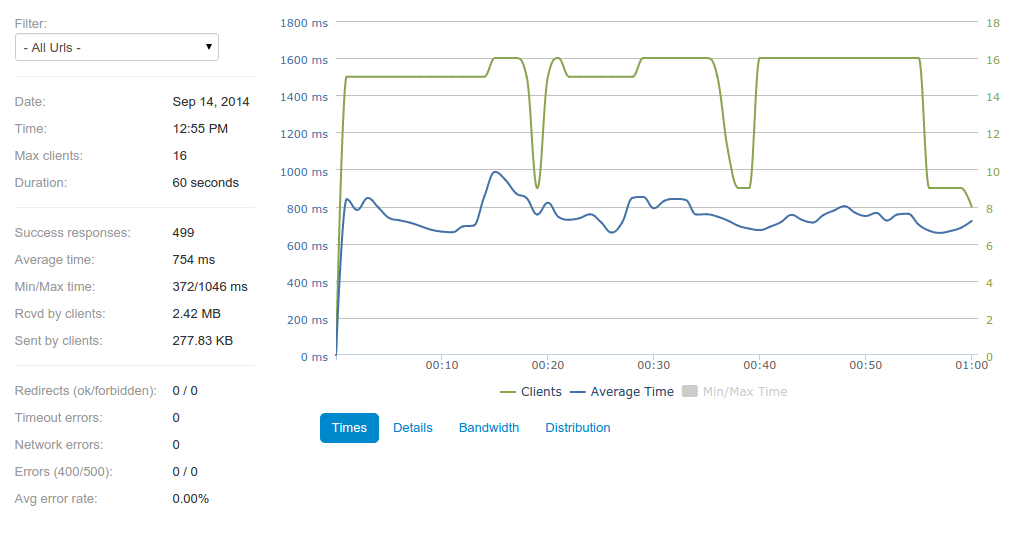 Filter:
- All Urls -
Date: Sep 14, 2014
Time: 12:55 PM
Max clients: 16
Duration: 60 seconds
Success responses: 499
Average time: 754 ms
Min/Max time: 372/1046 ms
Rcvd by clients: 2.42 MB
Sent by clients: 277.83 KB
Redirects (ok/forbidden): 0 / 0
Timeout errors: 0
Network errors: 0
Errors (400/500): 0 / 0
Avg error rate: 0.00%
1800 ms 18
1600 ms 16
1400 ms 14
1200 ms 12
1000 ms 10
800 ms 8
600 ms 6
400 ms 4
200 ms 2
0 ms 0
00:10 00:20 00:30 00:40 00:50 01:00
Clients Average Time Min/Max Time
Times Details Bandwidth Distribution